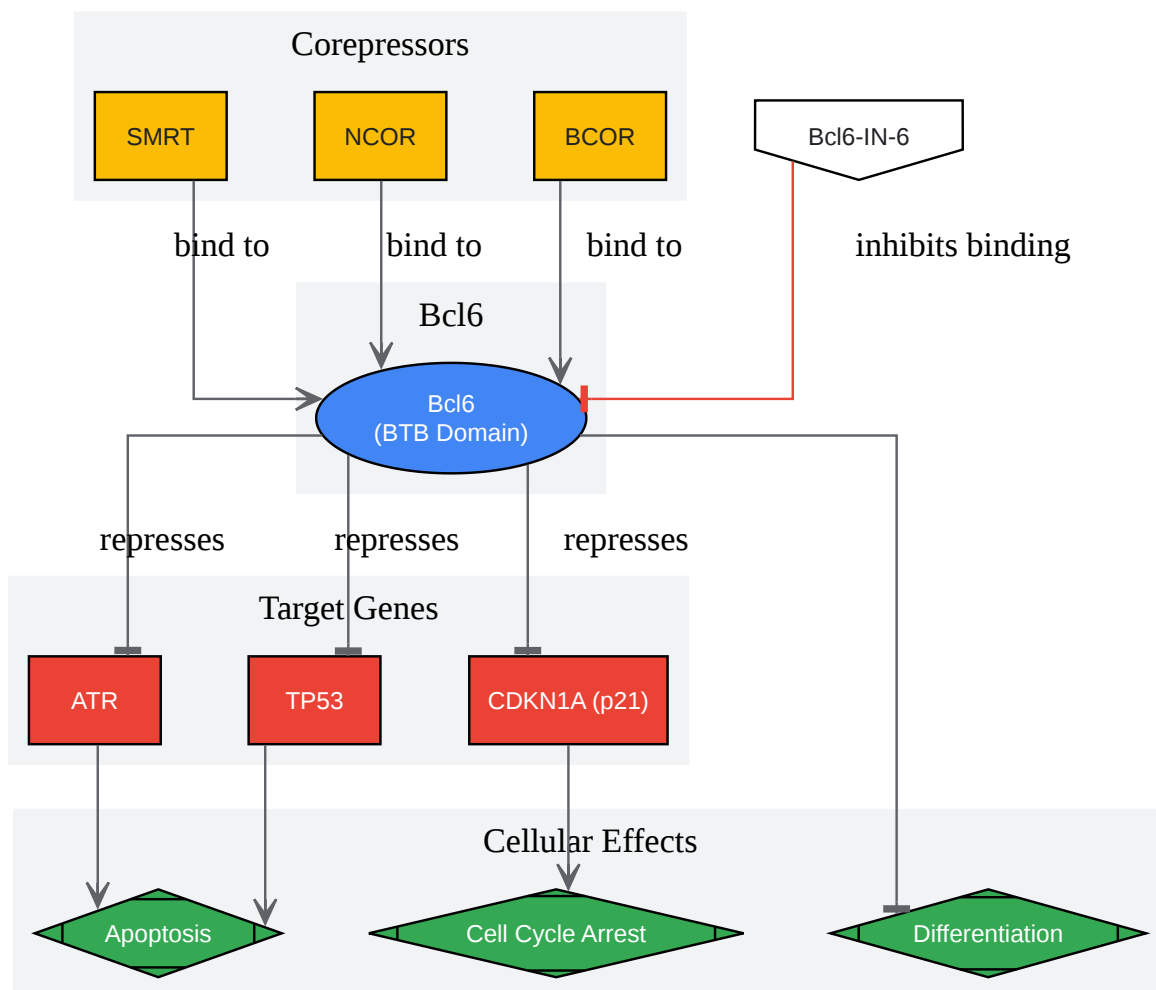 Corepressors
SMRT
NCOR
BCOR
Bcl6-IN-6
bind to
bind to
bind to
inhibits binding
Bcl6
Bcl6
(BTB Domain)
represses
represses
represses
Target Genes
ATR
TP53
CDKN1A (p21)
Cellular Effects
Apoptosis
Cell Cycle Arrest
Differentiation